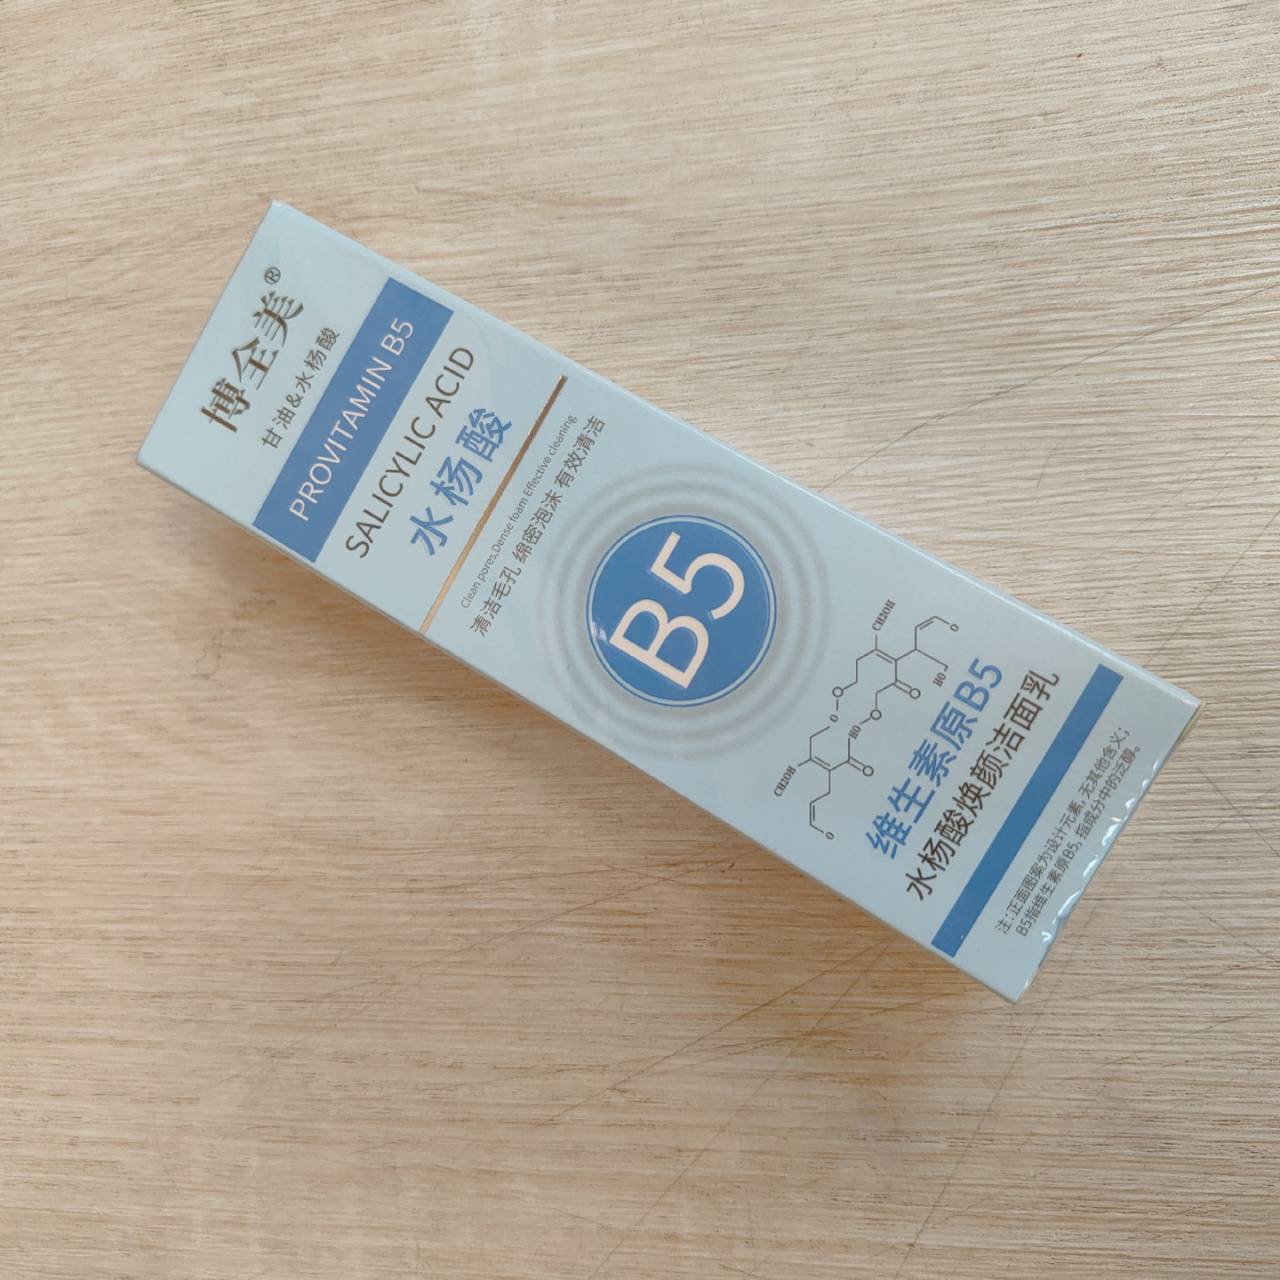 博全美®
甘油&水杨酸
PROVITAMIN B5
SALICYLIC ACID
水杨酸
Clean pores,Dense foam Effective cleaning
清洁毛孔 绵密泡沫 有效清洁
B5
CH2OH
O
HO
O
O
O
HO
O
CH2OH
O
O
维生素原B5
水杨酸焕颜洁面乳
注:正面图案为设计元素,无其他含义;
B5指维生素原B5,指成分中的泛醇。